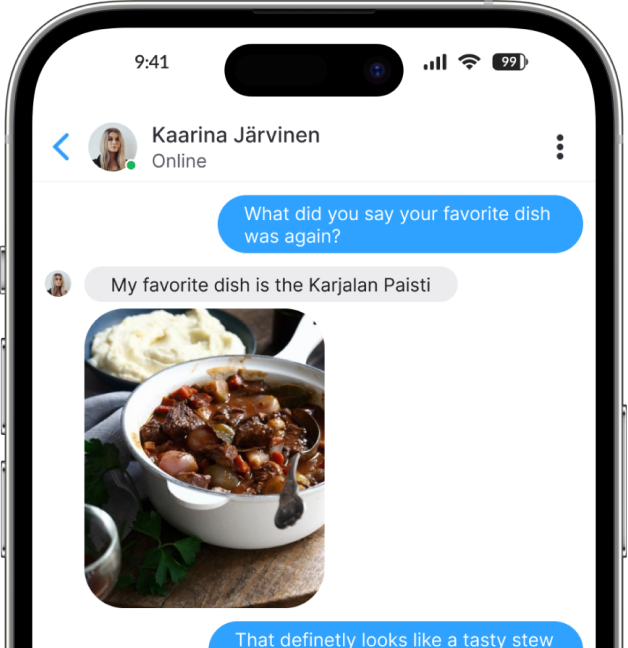 9:41
99
Kaarina Järvinen
Online
What did you say your favorite dish
was again?
My favorite dish is the Karjalan Paisti
That definetly looks like a tasty stew